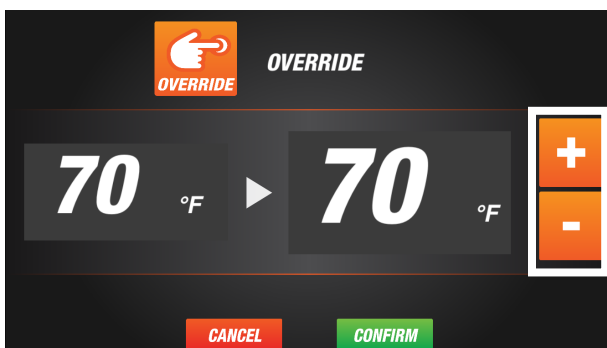 OVERRIDE
OVERRIDE
70 °F
70 °F
+
-
CANCEL
CONFIRM